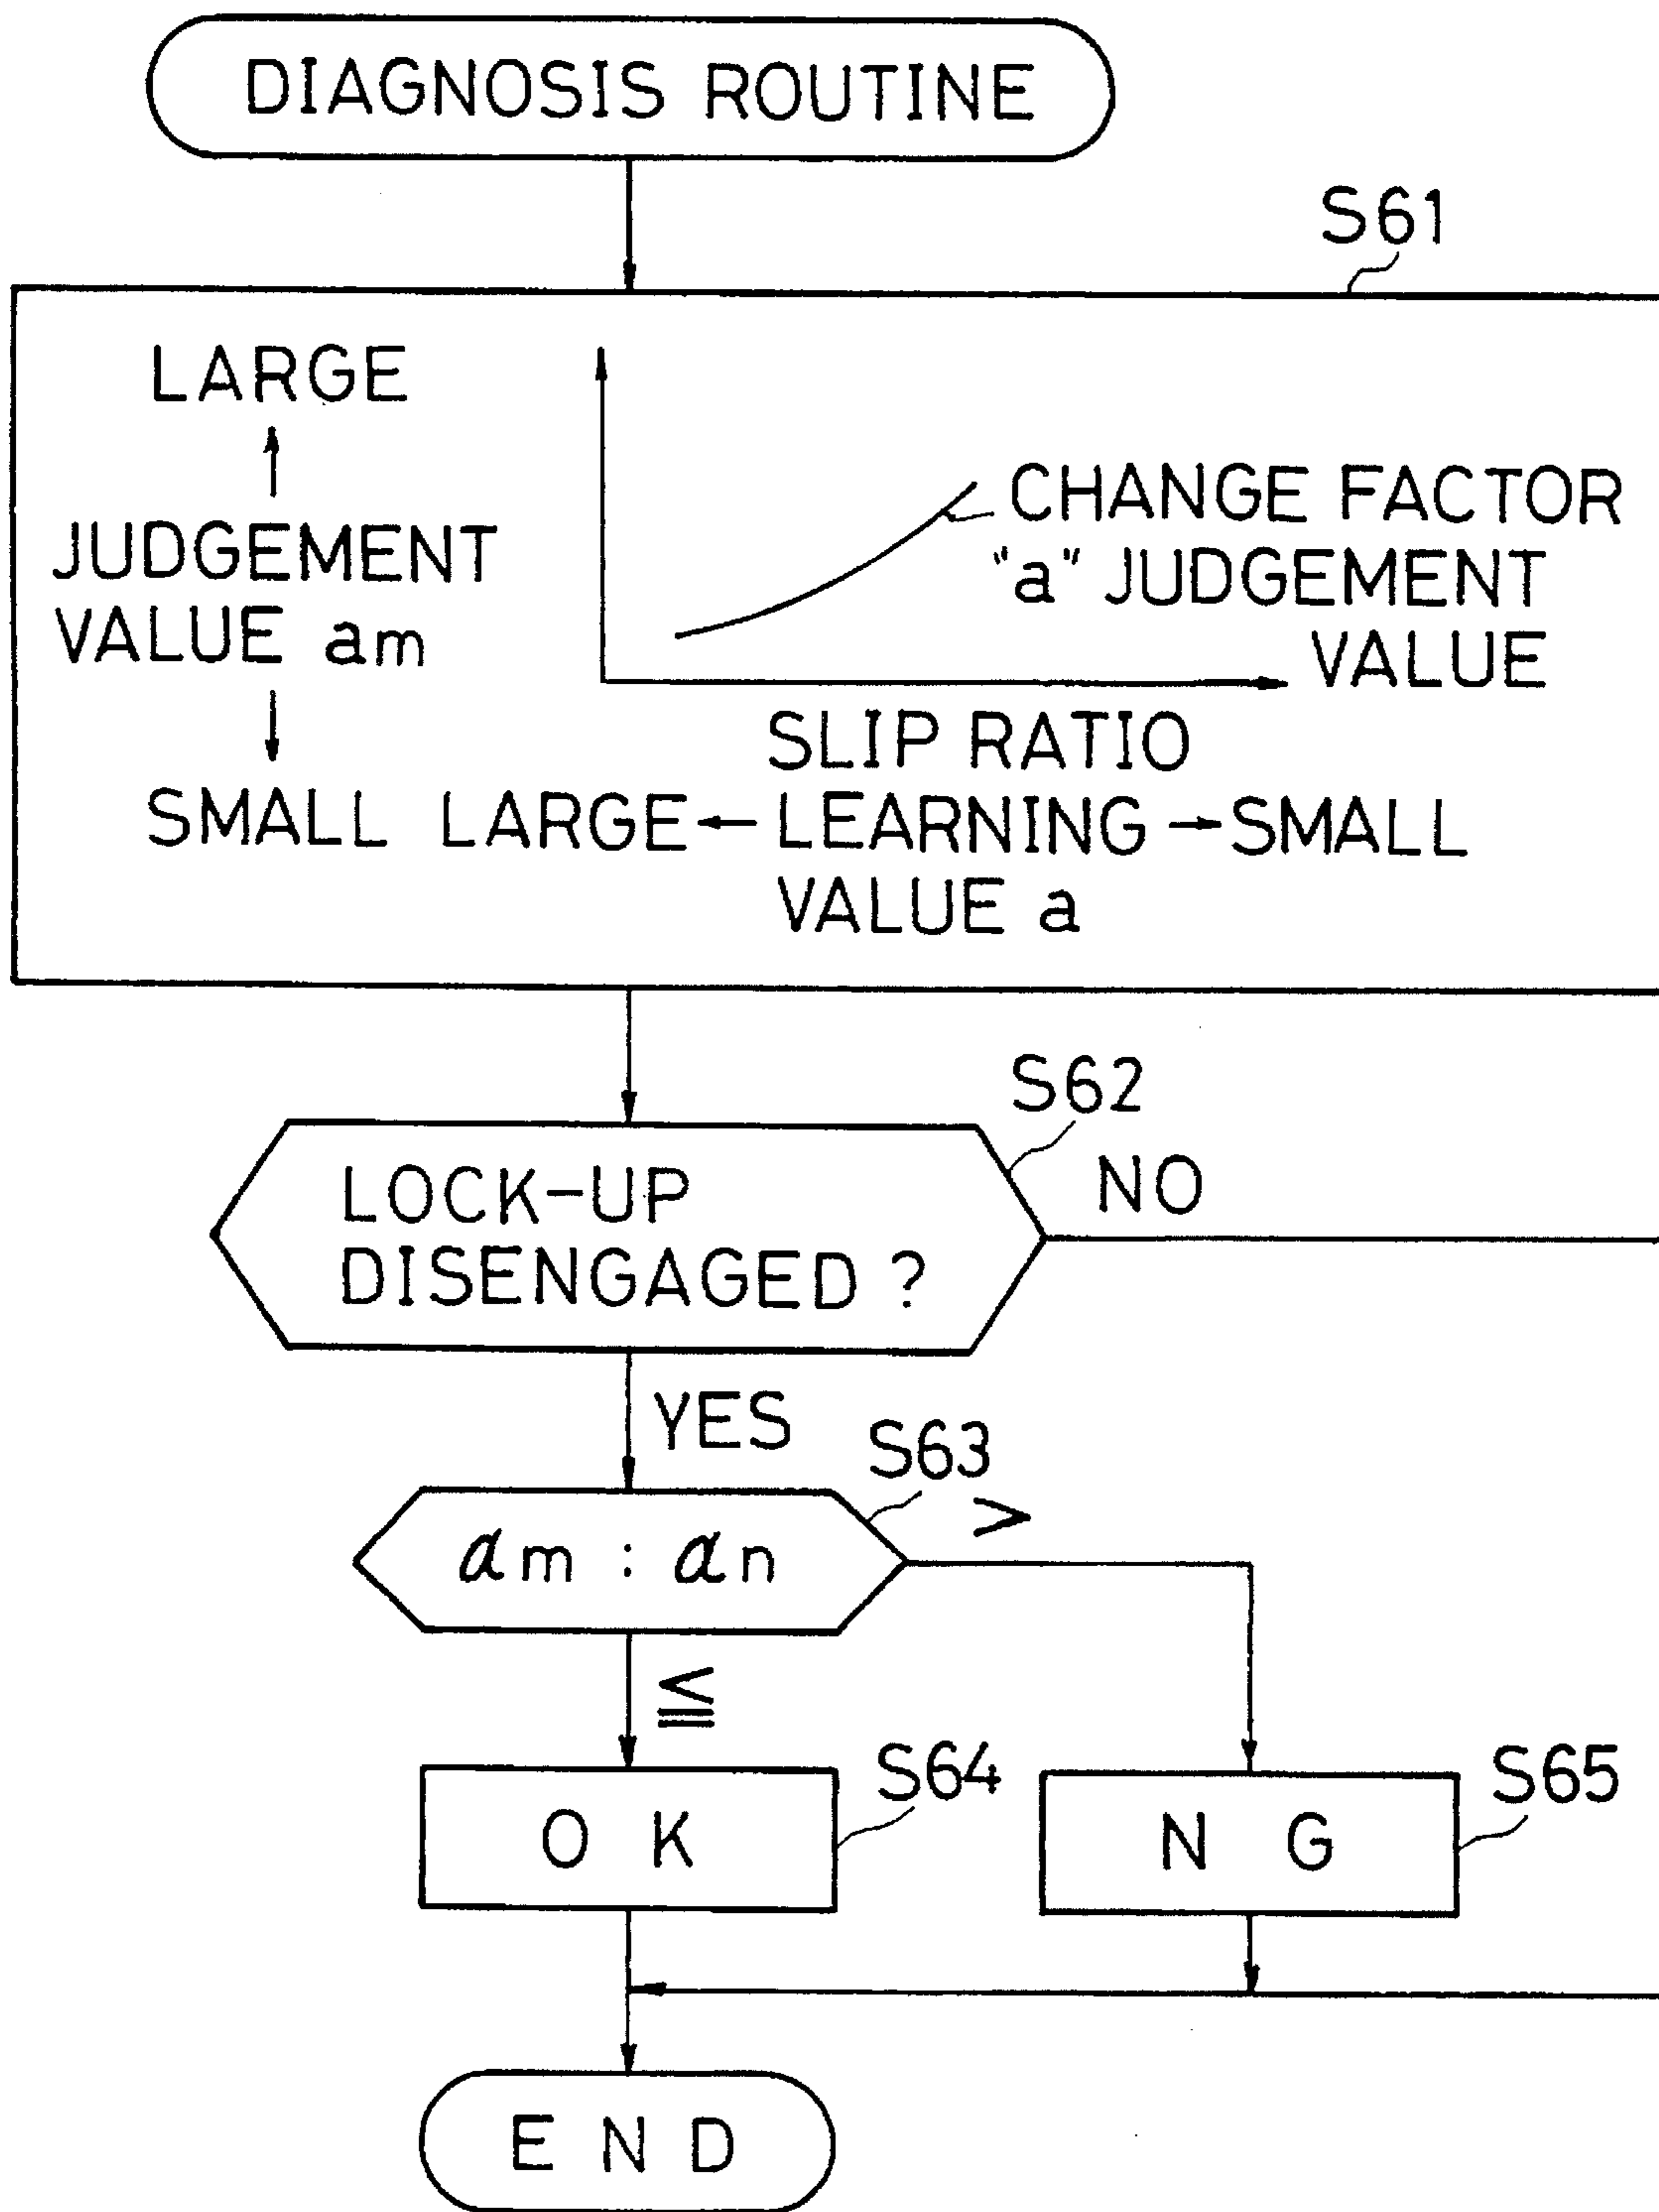 DIAGNOSIS ROUTINE
S61
LARGE
JUDGEMENT
VALUE am
SMALL
CHANGE FACTOR
"a" JUDGEMENT
VALUE
SLIP RATIO
LARGE ← LEARNING → SMALL
VALUE a
S62
LOCK-UP
DISENGAGED ?
NO
YES
S63
am : an
>
≦
S64
O K
S65
N G
E N D